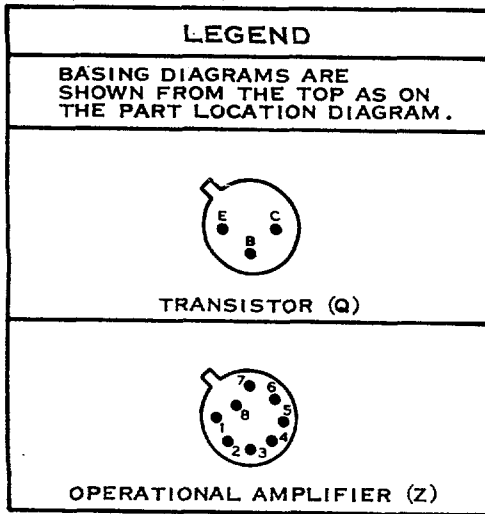 LEGEND
BASING DIAGRAMS ARE
SHOWN FROM THE TOP AS ON
THE PART LOCATION DIAGRAM.
E C
B
TRANSISTOR (Q)
7 6
8 5
1 4
2 3
OPERATIONAL AMPLIFIER (Z)